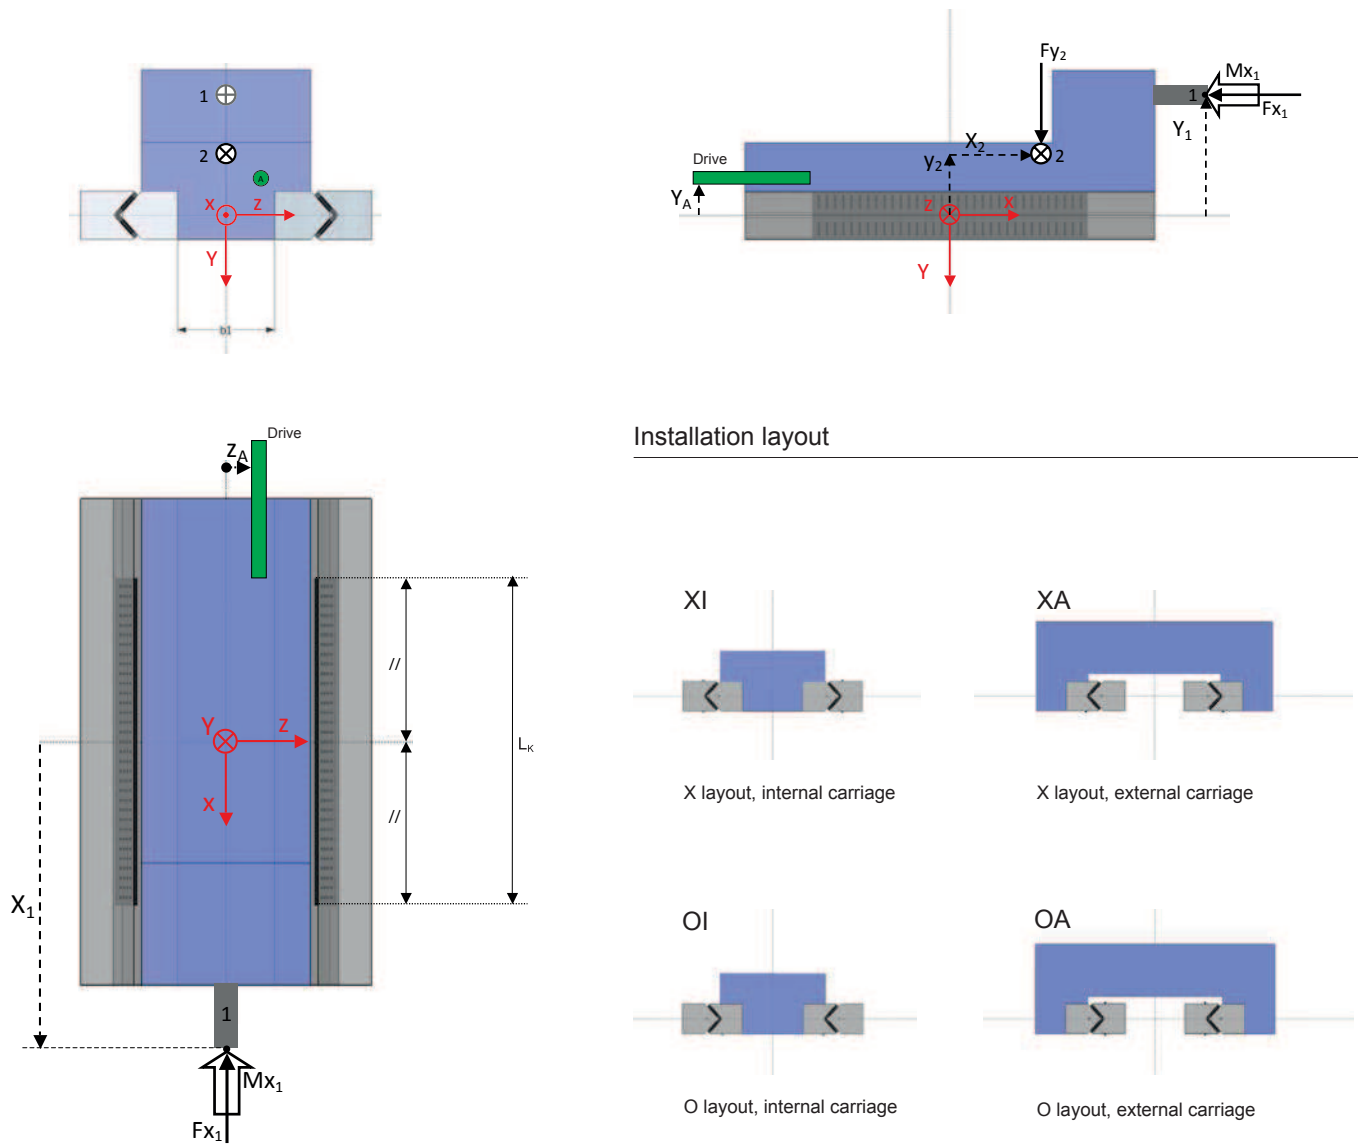 1
2
A
x
z
Y
b1
Fy2
Mx1
1
Fx1
Y1
X2
y2
2
Drive
YA
z
x
Y
Drive
ZA
//
LK
Y
z
x
//
X1
1
Mx1
Fx1
Installation layout
XI
XA
X layout, internal carriage
X layout, external carriage
OI
OA
O layout, internal carriage
O layout, external carriage